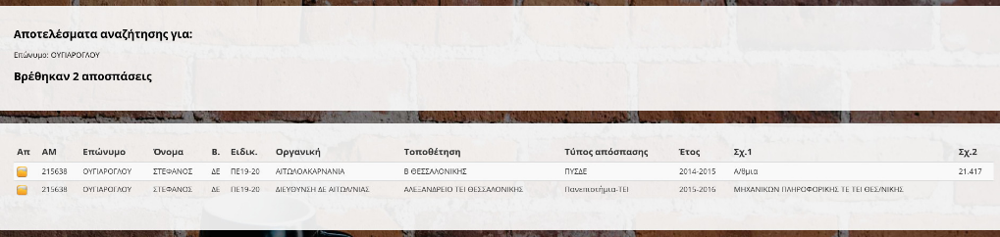 Αποτελέσματα αναζήτησης για:
Επώνυμο: ΟΥΓΙΑΡΟΓΛΟΥ
Βρέθηκαν 2 αποσπάσεις
Απ ΑΜ Επώνυμο Όνομα Β. Ειδικ. Οργανική Τοποθέτηση Τύπος απόσπασης Έτος Σχ.1 Σχ.2
215638 ΟΥΓΙΑΡΟΓΛΟΥ ΣΤΕΦΑΝΟΣ ΔΕ ΠΕ19-20 ΑΙΤΩΛΟΑΚΑΡΝΑΝΙΑ Β ΘΕΣΣΑΛΟΝΙΚΗΣ ΠΥΣΔΕ 2014-2015 Α/θμια 21.417
215638 ΟΥΓΙΑΡΟΓΛΟΥ ΣΤΕΦΑΝΟΣ ΔΕ ΠΕ19-20 ΔΙΕΥΘΥΝΣΗ ΔΕ ΑΙΤΩΛ/ΝΙΑΣ ΑΛΕΞΑΝΔΡΕΙΟ ΤΕΙ ΘΕΣΣΑΛΟΝΙΚΗΣ Πανεπιστήμια-ΤΕΙ 2015-2016 ΜΗΧΑΝΙΚΩΝ ΠΛΗΡΟΦΟΡΙΚΗΣ ΤΕ ΤΕΙ ΘΕΣ/ΝΙΚΗΣ